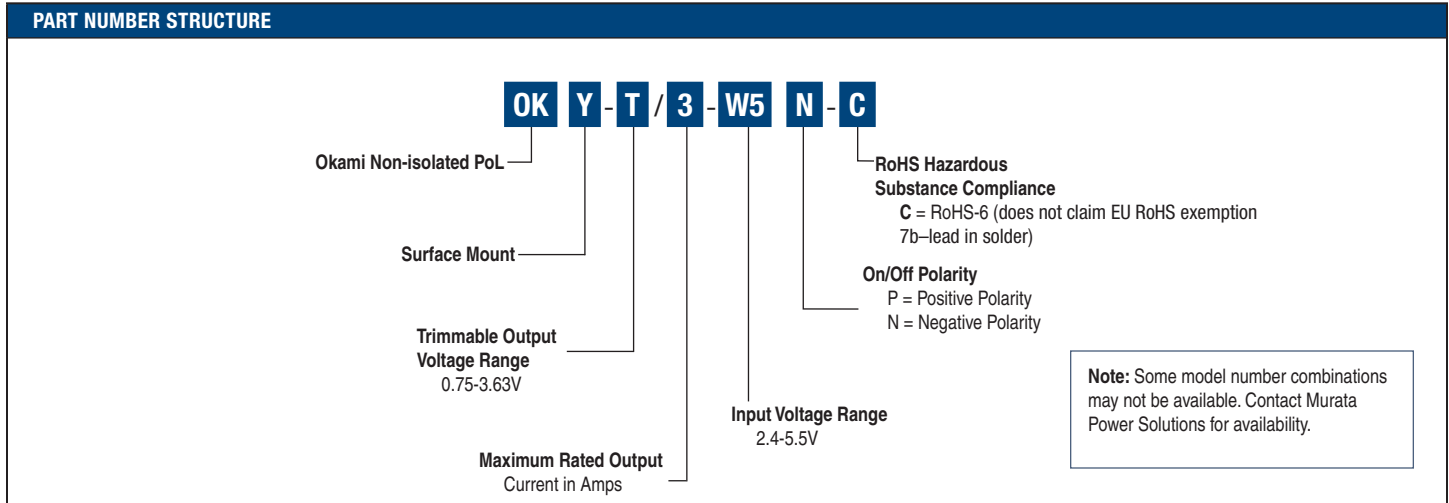 PART NUMBER STRUCTURE
OK Y - T / 3 - W5 N - C
Okami Non-isolated PoL
RoHS Hazardous
Substance Compliance
C = RoHS-6 (does not claim EU RoHS exemption
7b–lead in solder)
Surface Mount
On/Off Polarity
P = Positive Polarity
N = Negative Polarity
Trimmable Output
Voltage Range
0.75-3.63V
Note: Some model number combinations
may not be available. Contact Murata
Power Solutions for availability.
Input Voltage Range
2.4-5.5V
Maximum Rated Output
Current in Amps